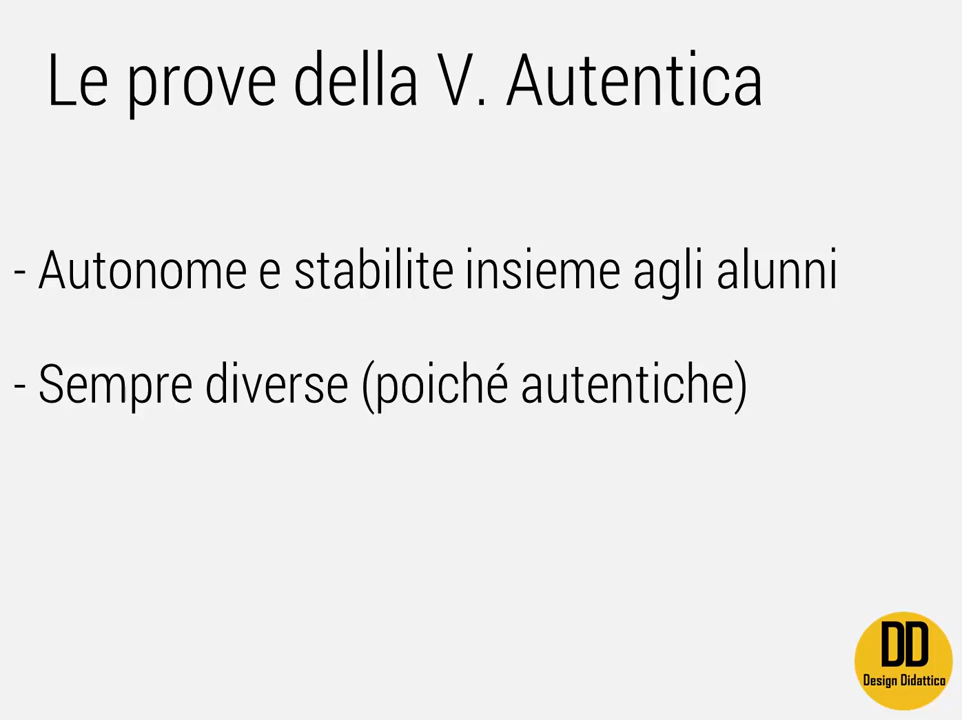 Le prove della V. Autentica
- Autonome e stabilite insieme agli alunni
- Sempre diverse (poiché autentiche)
DD
Design Didattico